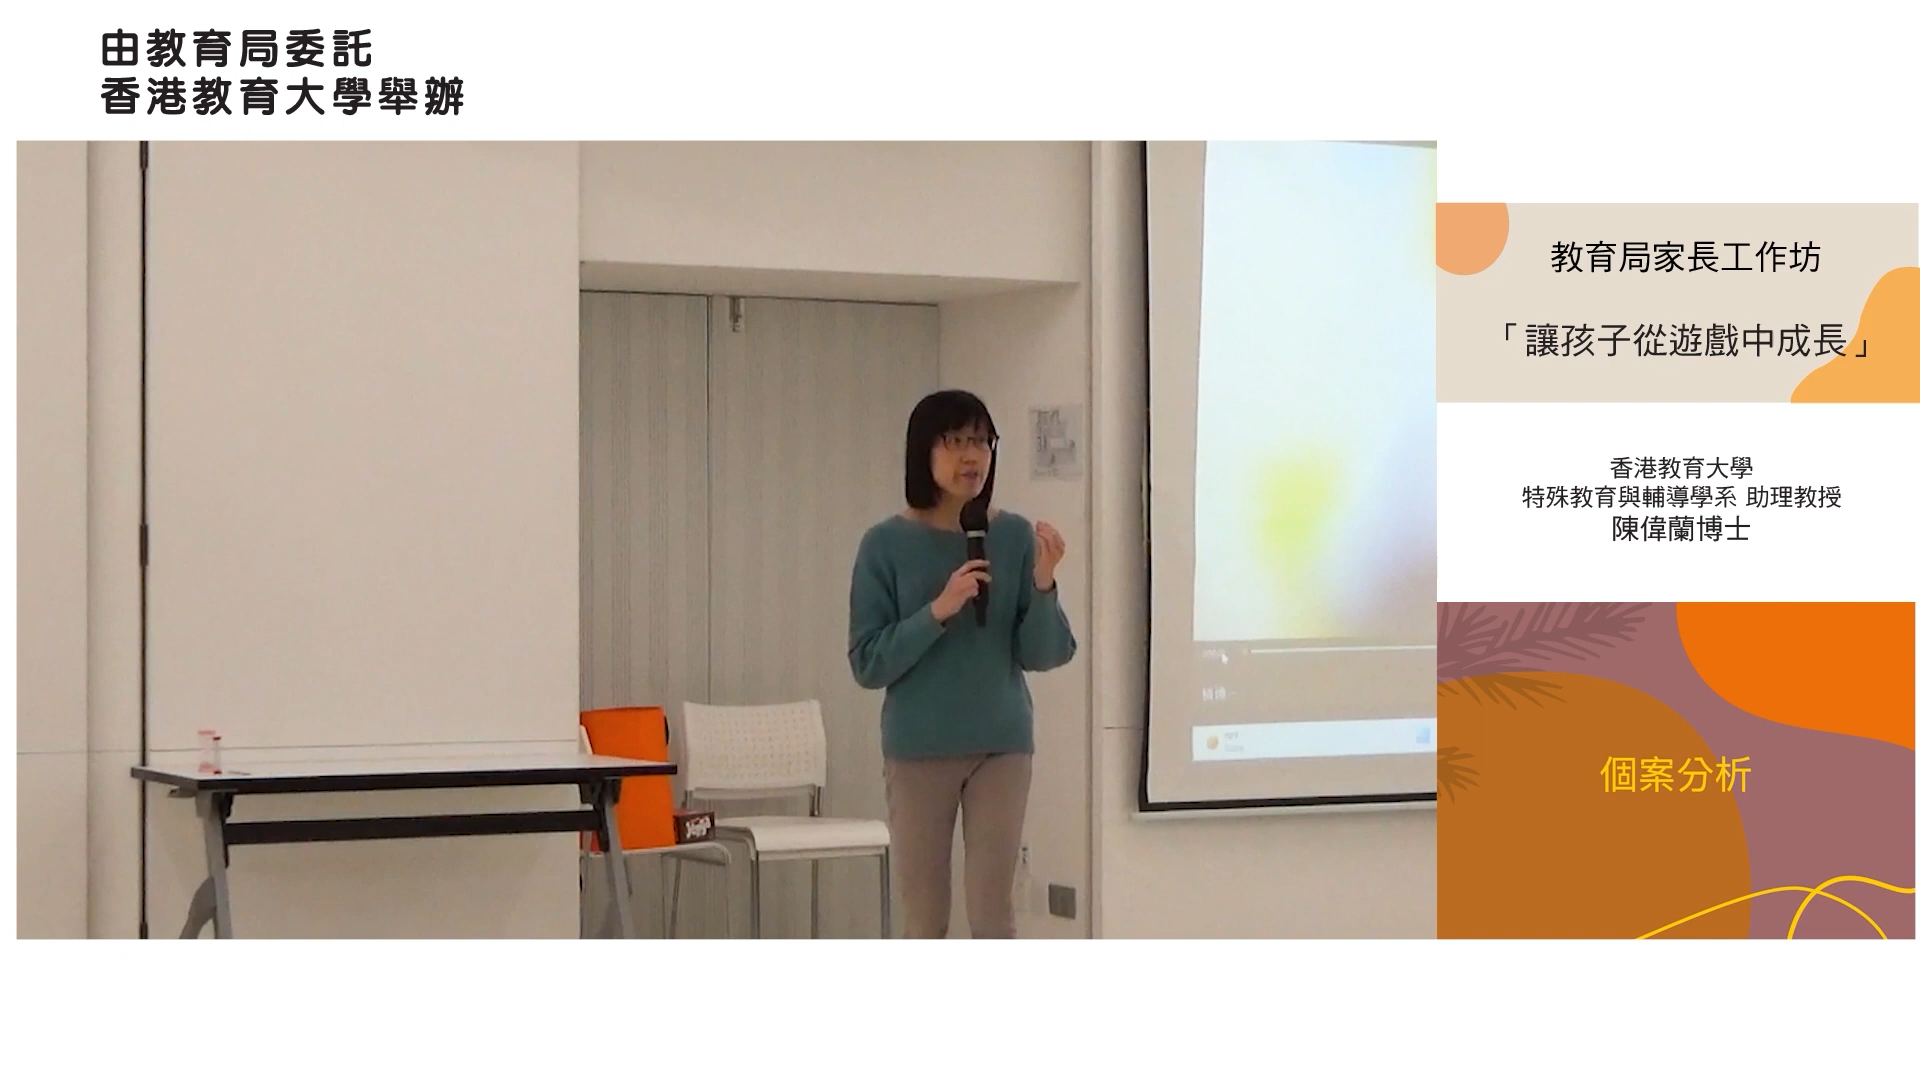 由教育局委託
香港教育大學舉辦
教育局家長工作坊
「讓孩子從遊戲中成長」
香港教育大學
特殊教育與輔導學系 助理教授
陳偉蘭博士
個案分析